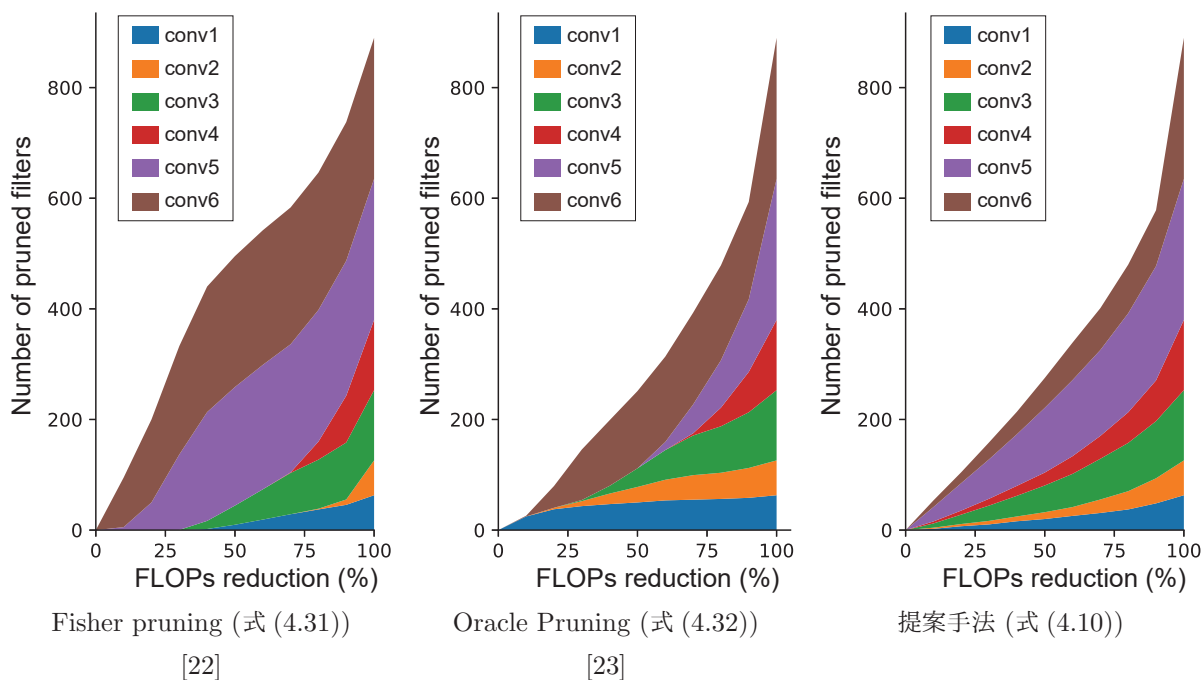 conv1
conv2
conv3
conv4
conv5
conv6
Number of pruned filters
800
600
400
200
0
0 25 50 75 100
FLOPs reduction (%)
Fisher pruning (式 (4.31))
[22]
conv1
conv2
conv3
conv4
conv5
conv6
Number of pruned filters
800
600
400
200
0
0 25 50 75 100
FLOPs reduction (%)
Oracle Pruning (式 (4.32))
[23]
conv1
conv2
conv3
conv4
conv5
conv6
Number of pruned filters
800
600
400
200
0
0 25 50 75 100
FLOPs reduction (%)
提案手法 (式 (4.10))